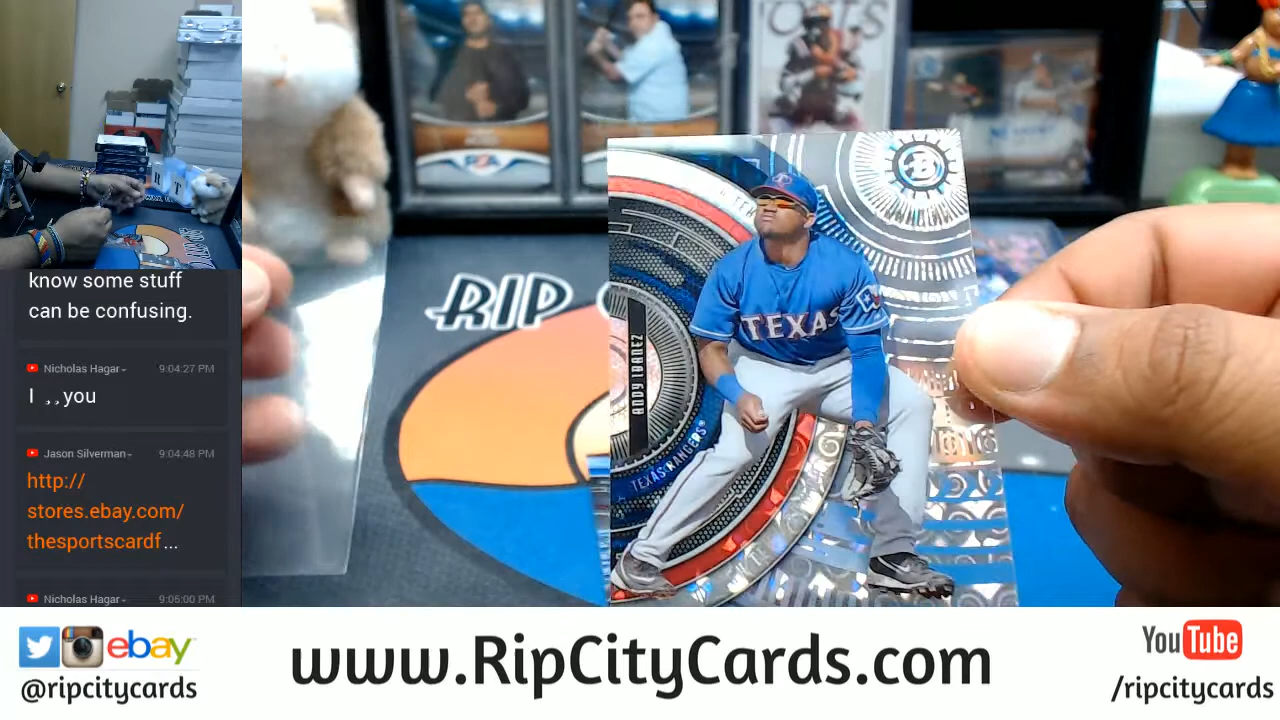 know some stuff
can be confusing.
Nicholas Hagar
9:04:27 PM
I ,,you
Jason Silverman
9:04:48 PM
http://
stores.ebay.com/
thesportscardf...
Nicholas Hagar
9:05:00 PM
RIP
B
TEXAS
ANDY IBANEZ
TEXAS RANGERS®
ebay
@ripcitycards
www.RipCityCards.com
YouTube
/ripcitycards